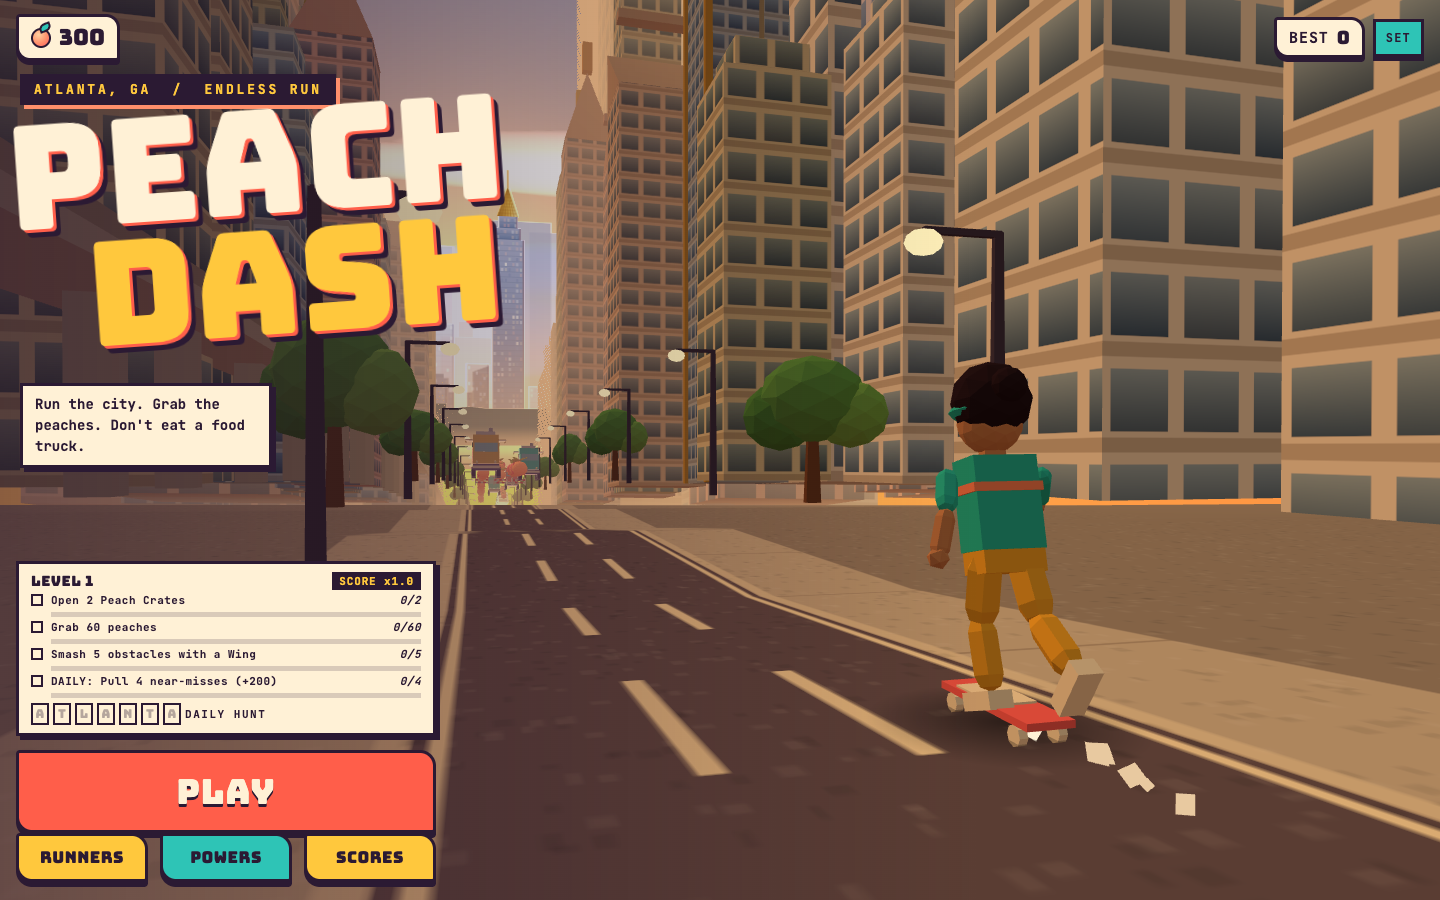 300
BEST 0
SET
ATLANTA, GA / ENDLESS RUN
PEACH
DASH
Run the city. Grab the
peaches. Don't eat a food
truck.
LEVEL 1
SCORE x1.0
Open 2 Peach Crates 0/2
Grab 60 peaches 0/60
Smash 5 obstacles with a Wing 0/5
DAILY: Pull 4 near-misses (+200) 0/4
ATLANTA DAILY HUNT
PLAY
RUNNERS
POWERS
SCORES